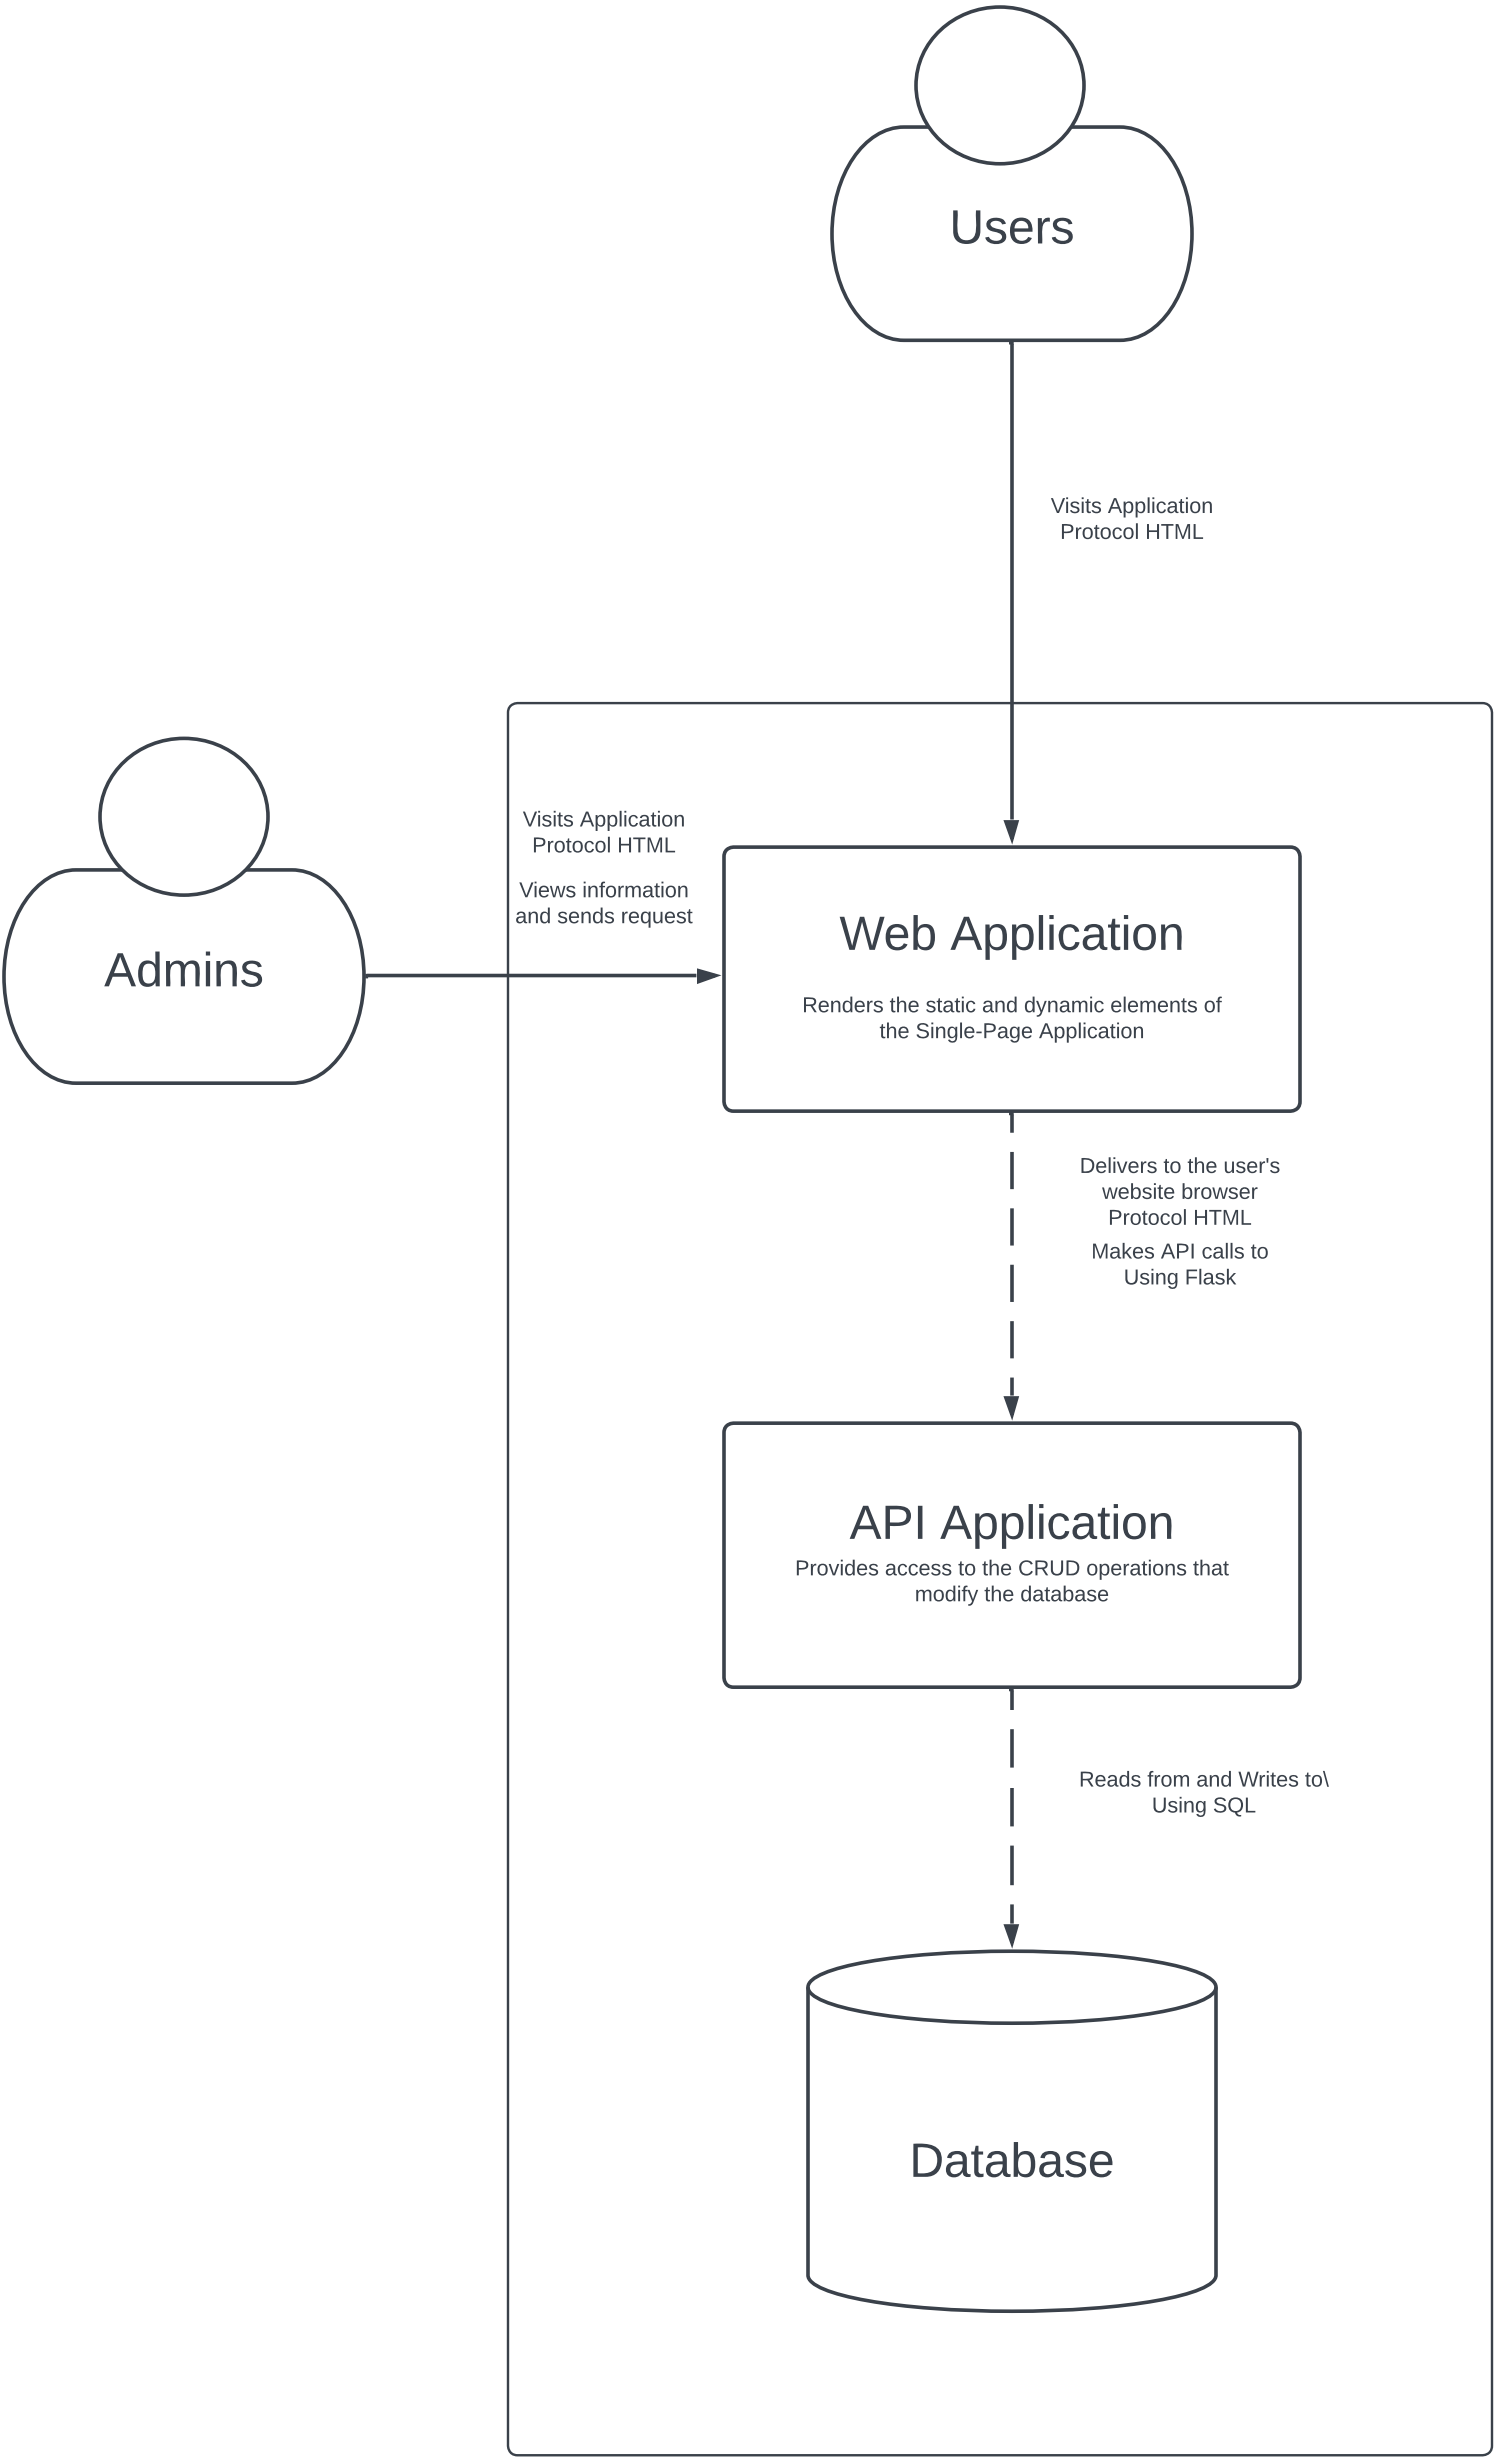 Users
Visits Application
Protocol HTML
Visits Application
Protocol HTML
Views information
and sends request
Admins
Web Application
Renders the static and dynamic elements of
the Single-Page Application
Delivers to the user's
website browser
Protocol HTML
Makes API calls to
Using Flask
API Application
Provides access to the CRUD operations that
modify the database
Reads from and Writes to\
Using SQL
Database